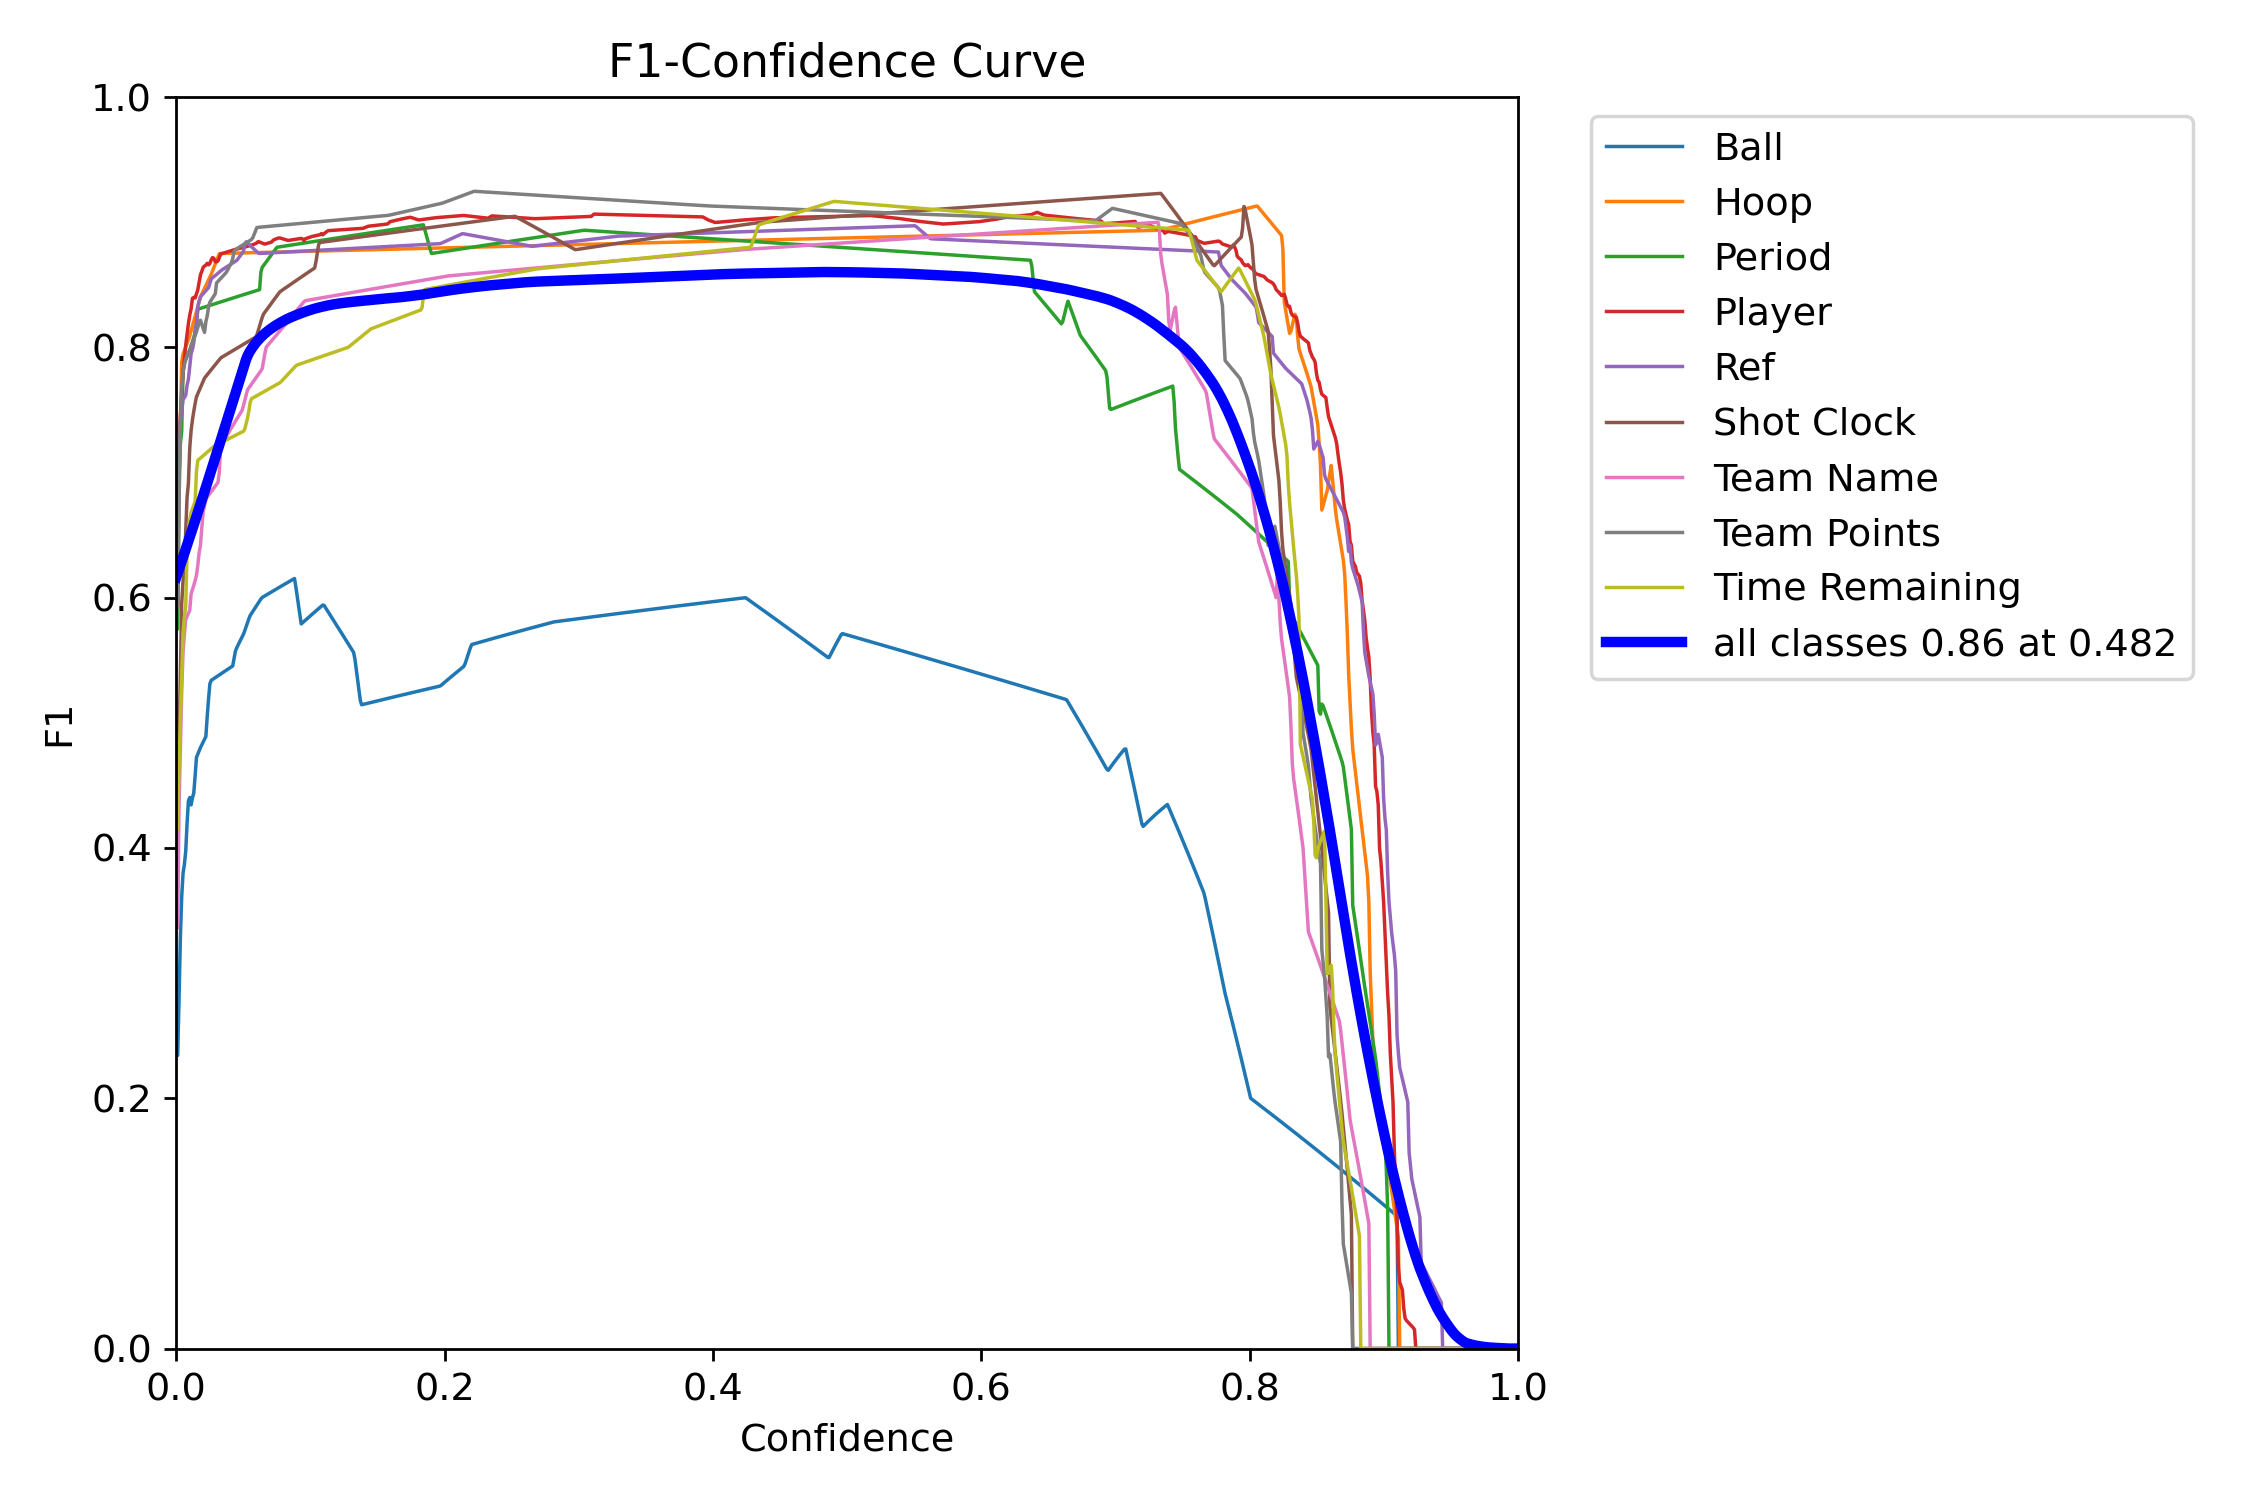 F1-Confidence Curve
1.0
0.8
0.6
0.4
0.2
0.0
F1
0.0 0.2 0.4 0.6 0.8 1.0
Confidence
Ball
Hoop
Period
Player
Ref
Shot Clock
Team Name
Team Points
Time Remaining
all classes 0.86 at 0.482